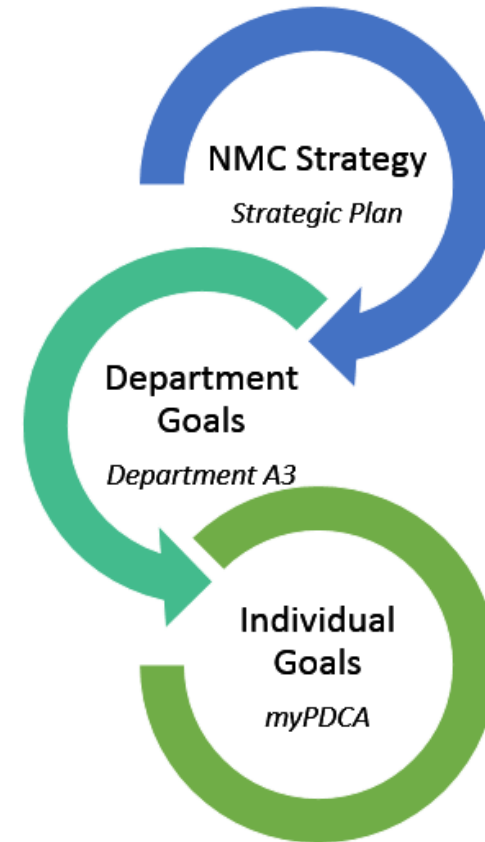 NMC Strategy
Strategic Plan
Department
Goals
Department A3
Individual
Goals
myPDCA